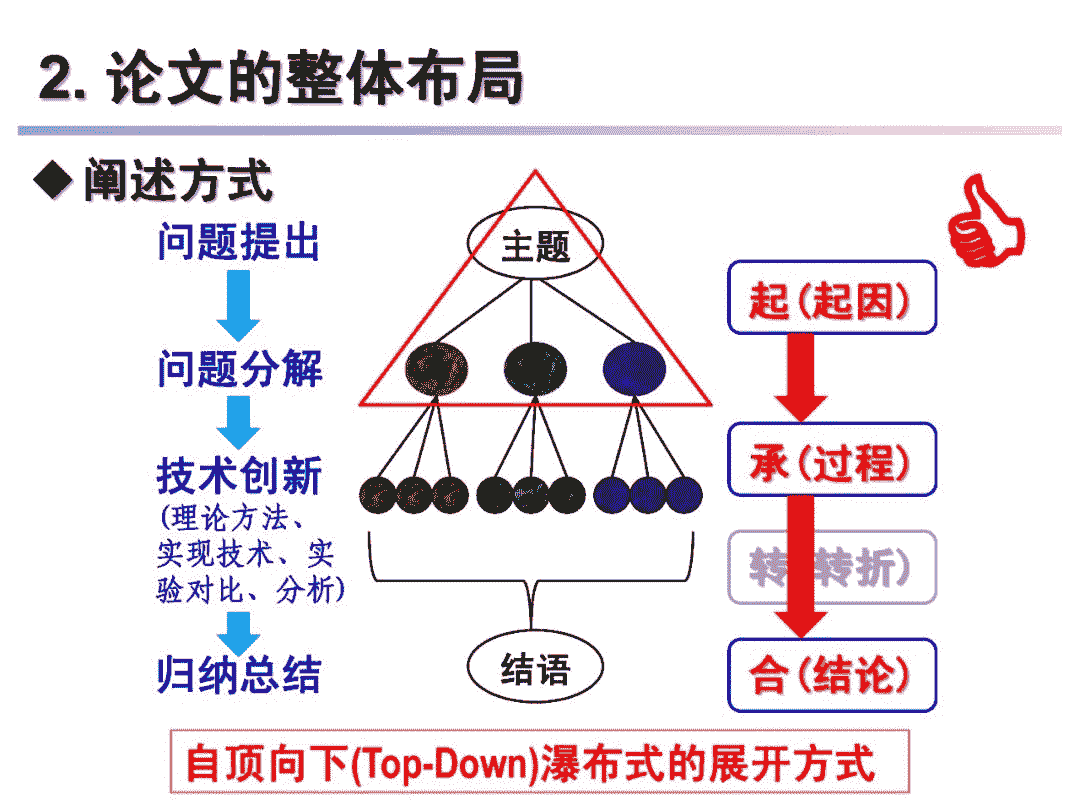 2. 论文的整体布局
◆ 阐述方式
问题提出
问题分解
技术创新
(理论方法、
实现技术、实
验对比、分析)
归纳总结
主题
结语
起(起因)
承(过程)
转 转折)
合(结论)
自顶向下(Top-Down)瀑布式的展开方式